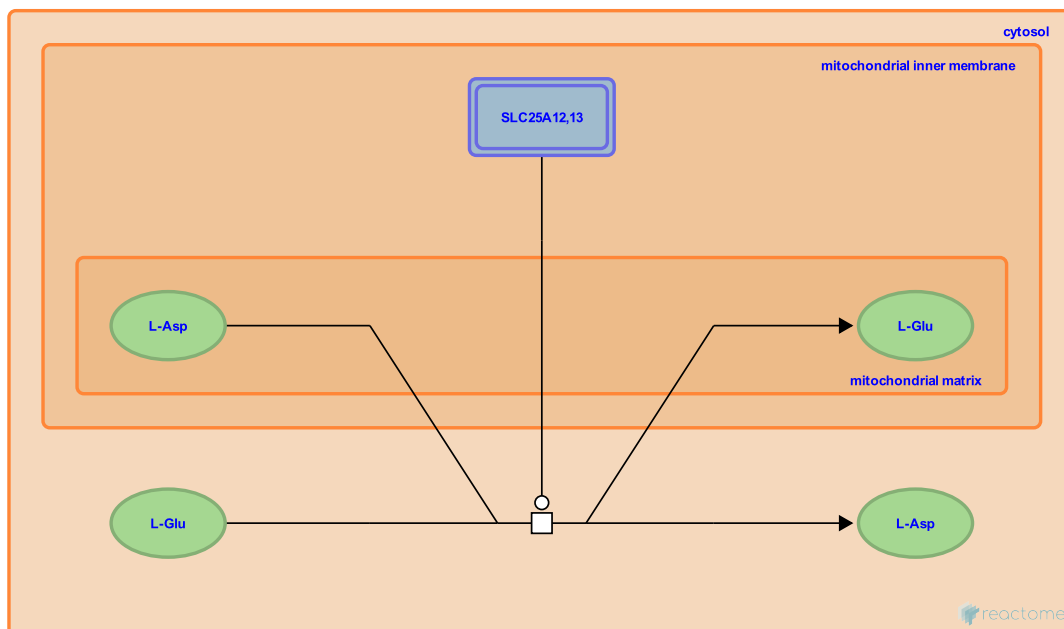 cytosol
mitochondrial inner membrane
SLC25A12,13
L-Asp
L-Glu
mitochondrial matrix
L-Glu
L-Asp
reactome